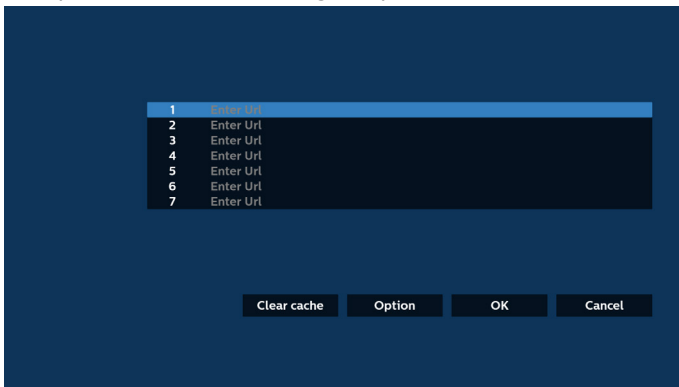 1 Enter Url
2 Enter Url
3 Enter Url
4 Enter Url
5 Enter Url
6 Enter Url
7 Enter Url
Clear cache Option OK Cancel